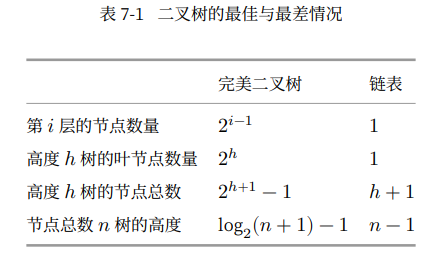 表 7-1 二叉树的最佳与最差情况
完美二叉树 链表
第 i 层的节点数量 2^{i−1} 1
高度 h 树的叶节点数量 2^h 1
高度 h 树的节点总数 2^{h+1} − 1 h + 1
节点总数 n 树的高度 log₂(n + 1) − 1 n − 1